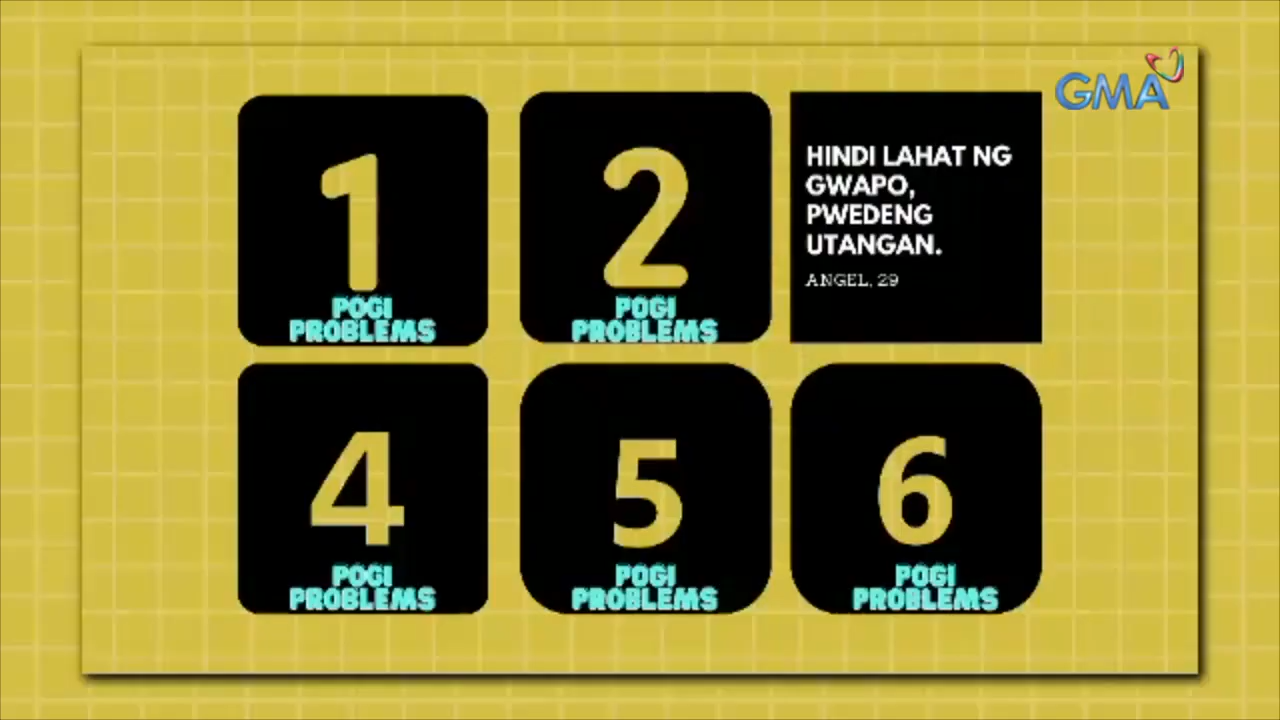 GMA
1
POGI
PROBLEMS
2
POGI
PROBLEMS
HINDI LAHAT NG
GWAPO,
PWEDENG
UTANGAN.
ANGEL, 29
4
POGI
PROBLEMS
5
POGI
PROBLEMS
6
POGI
PROBLEMS